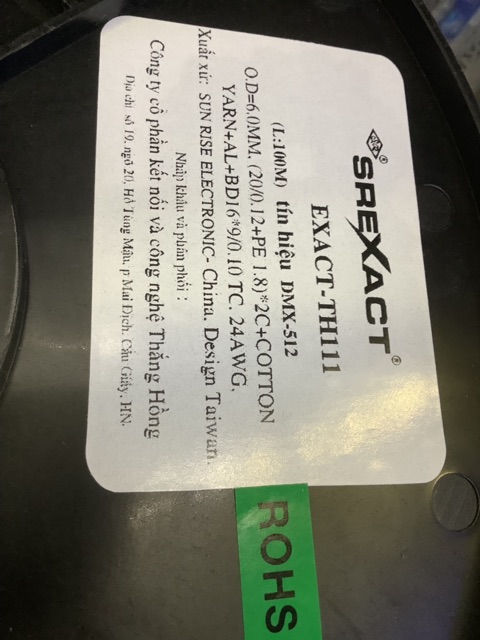 SREXACT®
EXACT-TH111
(L:100M) tín hiệu DMX-512
O.D=6.0MM. (20/0.12+PE 1.8)*2C+COTTON
YARN+AL+BD16*9/0.10 TC. 24AWG.
Xuất xứ: SUN RISE ELECTRONIC- China. Design Taiwan.
Nhập khẩu và phân phối :
Công ty cổ phần kết nối và công nghệ Thăng Hồng
Địa chỉ số 19, ngõ 20, Hồ Tùng Mậu, p Mai Dịch, Cầu Giấy, HN.
ROHS